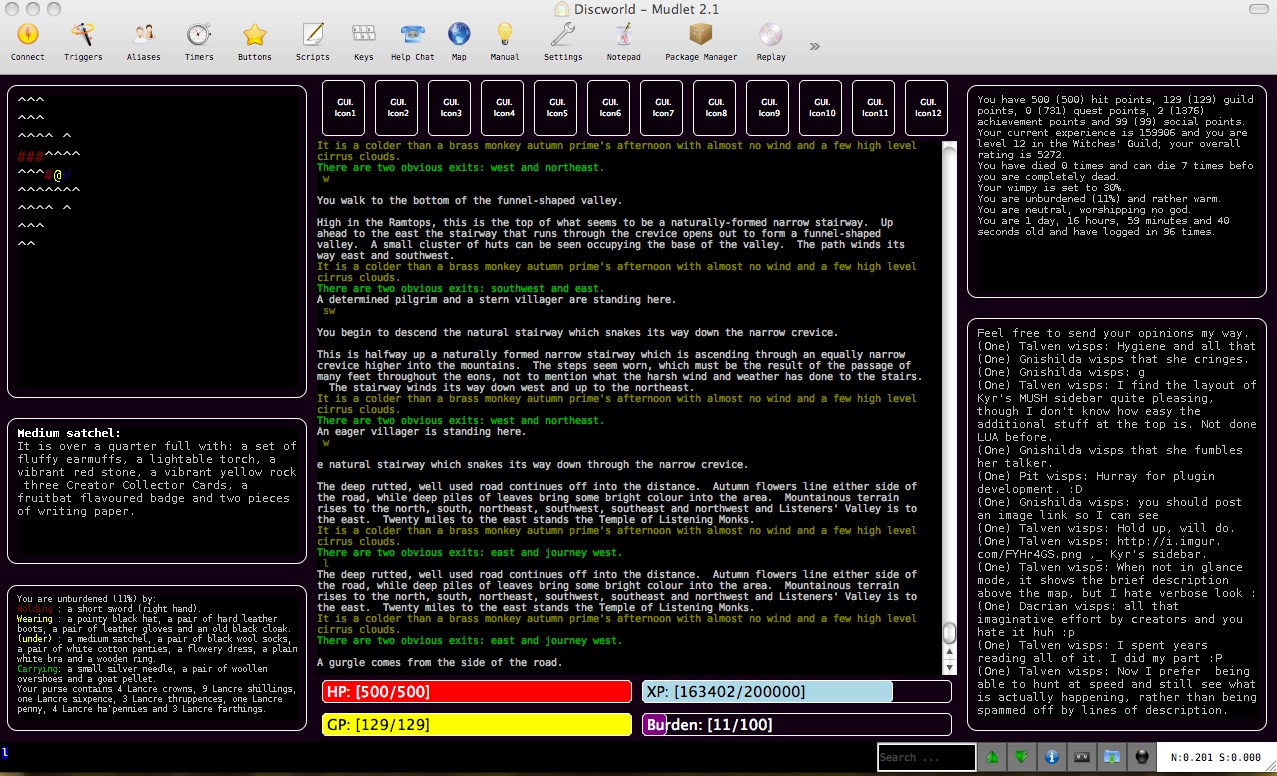 Discworld - Mudlet 2.1
Connect
Triggers
Aliases
Timers
Buttons
Scripts
Keys
Help Chat
Map
Manual
Settings
Notepad
Package Manager
Replay
»
^^^
^^^
^^^^ ^
###^^^^
^^^#@
^^^^^^^
^^^^ ^
^^^
^^
Medium satchel:
It is over a quarter full with: a set of
fluffy earmuffs, a lightable torch, a
vibrant red stone, a vibrant yellow rock
three Creator Collector Cards, a
fruitbat flavoured badge and two pieces
of writing paper.
You are unburdened (11%) by:
Holding : a short sword (right hand).
Wearing : a pointy black hat, a pair of hard leather
boots, a pair of leather gloves and an old black cloak.
(under) : a medium satchel, a pair of black wool socks,
a pair of white cotton panties, a flowery dress, a plain
white bra and a wooden ring.
Carrying: a small silver needle, a pair of woollen
overshoes and a goat pellet.
Your purse contains 4 Lancre crowns, 9 Lancre shillings,
one Lancre sixpence, 3 Lancre thruppences, one Lancre
penny, 4 Lancre ha'pennies and 3 Lancre farthings.
GUI.
Icon1
GUI.
Icon2
GUI.
Icon3
GUI.
Icon4
GUI.
Icon5
GUI.
Icon6
GUI.
Icon7
GUI.
Icon8
GUI.
Icon9
GUI.
Icon10
GUI.
Icon11
GUI.
Icon12
It is a colder than a brass monkey autumn prime's afternoon with almost no wind and a few high level
cirrus clouds.
There are two obvious exits: west and northeast.
w
You walk to the bottom of the funnel-shaped valley.
High in the Ramtops, this is the top of what seems to be a naturally-formed narrow stairway.  Up
ahead to the east the stairway that runs through the crevice opens out to form a funnel-shaped
valley.  A small cluster of huts can be seen occupying the base of the valley.  The path winds its
way east and southwest.
It is a colder than a brass monkey autumn prime's afternoon with almost no wind and a few high level
cirrus clouds.
There are two obvious exits: southwest and east.
A determined pilgrim and a stern villager are standing here.
sw
You begin to descend the natural stairway which snakes its way down the narrow crevice.
This is halfway up a naturally formed narrow stairway which is ascending through an equally narrow
crevice higher into the mountains.  The steps seem worn, which must be the result of the passage of
many feet throughout the eons, not to mention what the harsh wind and weather has done to the stairs.
The stairway winds its way down west and up to the northeast.
It is a colder than a brass monkey autumn prime's afternoon with almost no wind and a few high level
cirrus clouds.
There are two obvious exits: west and northeast.
An eager villager is standing here.
w
e natural stairway which snakes its way down through the narrow crevice.
The deep rutted, well used road continues off into the distance.  Autumn flowers line either side of
the road, while deep piles of leaves bring some bright colour into the area.  Mountainous terrain
rises to the north, south, northeast, southwest, southeast and northwest and Listeners' Valley is to
the east.  Twenty miles to the east stands the Temple of Listening Monks.
It is a colder than a brass monkey autumn prime's afternoon with almost no wind and a few high level
cirrus clouds.
There are two obvious exits: east and journey west.
l
The deep rutted, well used road continues off into the distance.  Autumn flowers line either side of
the road, while deep piles of leaves bring some bright colour into the area.  Mountainous terrain
rises to the north, south, northeast, southwest, southeast and northwest and Listeners' Valley is to
the east.  Twenty miles to the east stands the Temple of Listening Monks.
It is a colder than a brass monkey autumn prime's afternoon with almost no wind and a few high level
cirrus clouds.
There are two obvious exits: east and journey west.
A gurgle comes from the side of the road.
HP: [500/500]
XP: [163402/200000]
GP: [129/129]
Burden: [11/100]
You have 500 (500) hit points, 129 (129) guild
points, 0 (731) quest points, 2 (1376)
achievement points and 99 (99) social points.
Your current experience is 159906 and you are
level 12 in the Witches' Guild; your overall
rating is 5272.
You have died 0 times and can die 7 times befo
you are completely dead.
Your wimpy is set to 30%.
You are unburdened (11%) and rather warm.
You are neutral, worshipping no god.
You are 1 day, 16 hours, 59 minutes and 40
seconds old and have logged in 96 times.
Feel free to send your opinions my way.
(One) Talven wisps: Hygiene and all that
(One) Gnishilda wisps that she cringes.
(One) Gnishilda wisps: g
(One) Talven wisps: I find the layout of
Kyr's MUSH sidebar quite pleasing,
though I don't know how easy the
additional stuff at the top is. Not done
LUA before.
(One) Gnishilda wisps that she fumbles
her talker.
(One) Pit wisps: Hurray for plugin
development. :D
(One) Gnishilda wisps: you should post
an image link so I can see
(One) Talven wisps: Hold up, will do.
(One) Talven wisps: http://i.imgur.
com/FYHr4GS.png ,_ Kyr's sidebar.
(One) Talven wisps: When not in glance
mode, it shows the brief description
above the map, but I hate verbose look :
(One) Dacrian wisps: all that
imaginative effort by creators and you
hate it huh :p
(One) Talven wisps: I spent years
reading all of it. I did my part :P
(One) Talven wisps: Now I prefer  being
able to hunt at speed and still see what
is actually happening, rather than being
spammed off by lines of description.
l
Search ...
N:0.201 S:0.000